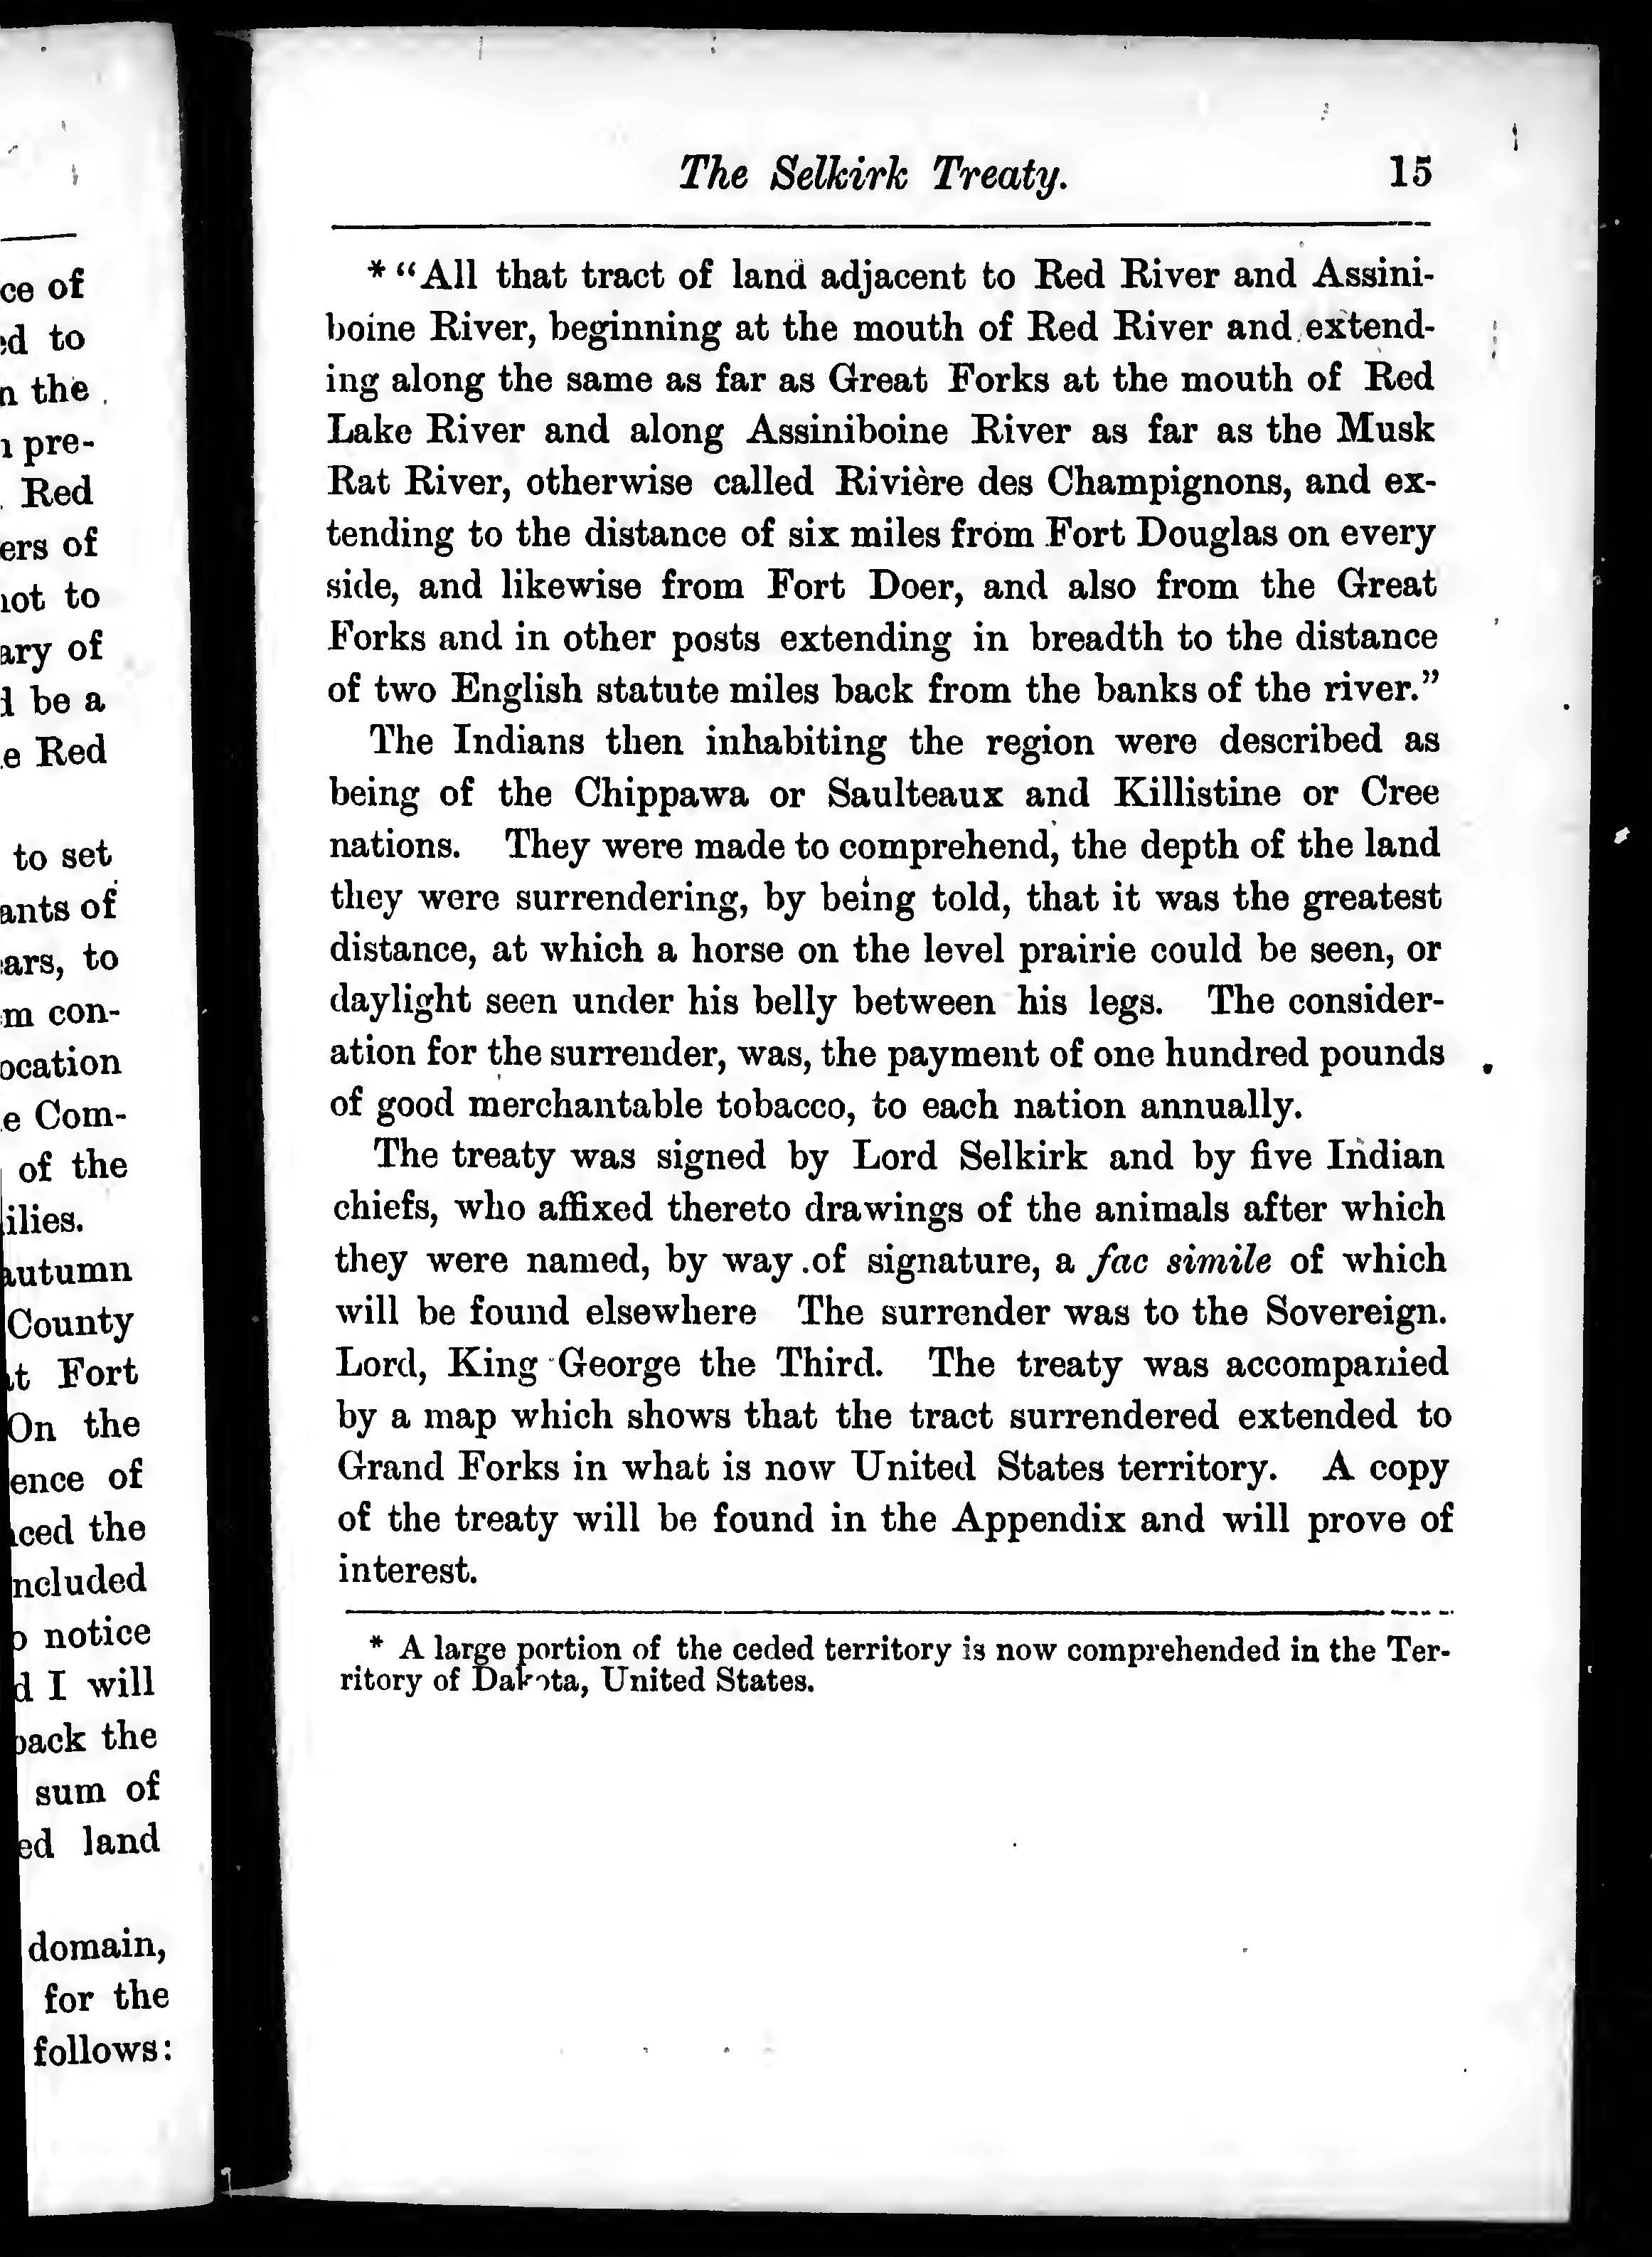 ce of
ed to
n the
pre-
Red
ers of
not to
ary of
d be a
e Red
to set
ants of
ears, to
m con-
ocation
e Com-
of the
ilies.
autumn
County
at Fort
On the
ence of
ced the
ncluded
o notice
d I will
back the
sum of
ed land
domain,
for the
follows:
The Selkirk Treaty. 15
* "All that tract of land adjacent to Red River and Assini-
boine River, beginning at the mouth of Red River and extend-
ing along the same as far as Great Forks at the mouth of Red
Lake River and along Assiniboine River as far as the Musk
Rat River, otherwise called Rivière des Champignons, and ex-
tending to the distance of six miles from Fort Douglas on every
side, and likewise from Fort Doer, and also from the Great
Forks and in other posts extending in breadth to the distance
of two English statute miles back from the banks of the river."
The Indians then inhabiting the region were described as
being of the Chippawa or Saulteaux and Killistine or Cree
nations. They were made to comprehend, the depth of the land
they were surrendering, by being told, that it was the greatest
distance, at which a horse on the level prairie could be seen, or
daylight seen under his belly between his legs. The consider-
ation for the surrender, was, the payment of one hundred pounds
of good merchantable tobacco, to each nation annually.
The treaty was signed by Lord Selkirk and by five Indian
chiefs, who affixed thereto drawings of the animals after which
they were named, by way of signature, a fac simile of which
will be found elsewhere The surrender was to the Sovereign.
Lord, King George the Third. The treaty was accompanied
by a map which shows that the tract surrendered extended to
Grand Forks in what is now United States territory. A copy
of the treaty will be found in the Appendix and will prove of
interest.
* A large portion of the ceded territory is now comprehended in the Ter-
ritory of Dakota, United States.